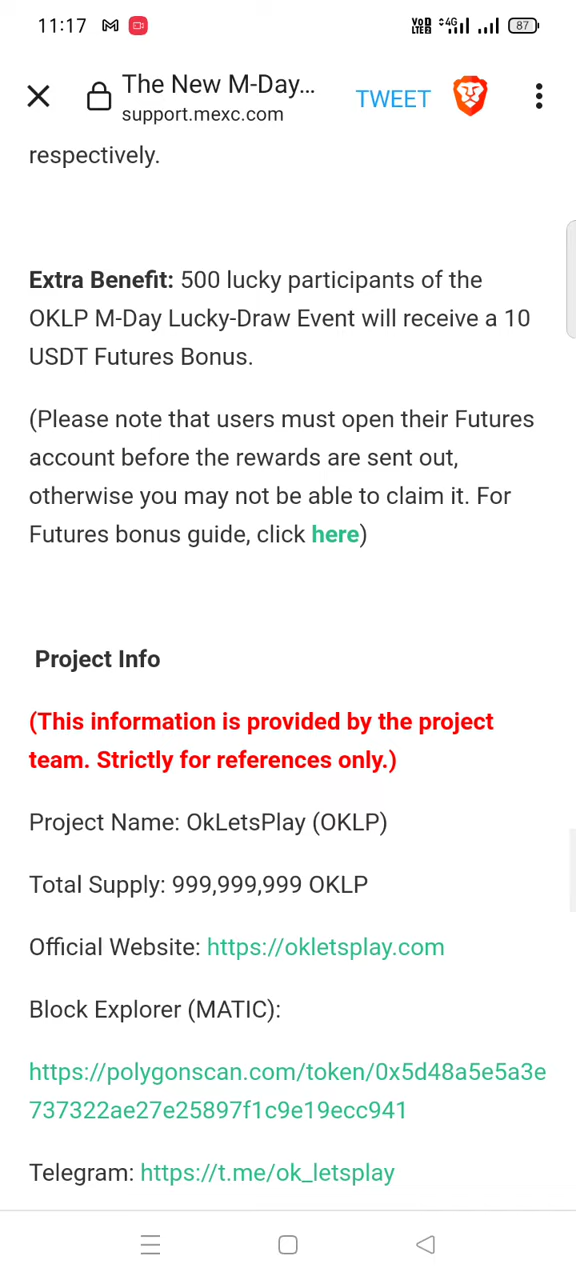 11:17
VoD LTE2 4G 87
The New M-Day...
support.mexc.com
TWEET
respectively.
Extra Benefit: 500 lucky participants of the
OKLP M-Day Lucky-Draw Event will receive a 10
USDT Futures Bonus.
(Please note that users must open their Futures
account before the rewards are sent out,
otherwise you may not be able to claim it. For
Futures bonus guide, click here)
Project Info
(This information is provided by the project
team. Strictly for references only.)
Project Name: OkLetsPlay (OKLP)
Total Supply: 999,999,999 OKLP
Official Website: https://okletsplay.com
Block Explorer (MATIC):
https://polygonscan.com/token/0x5d48a5e5a3e
737322ae27e25897f1c9e19ecc941
Telegram: https://t.me/ok_letsplay